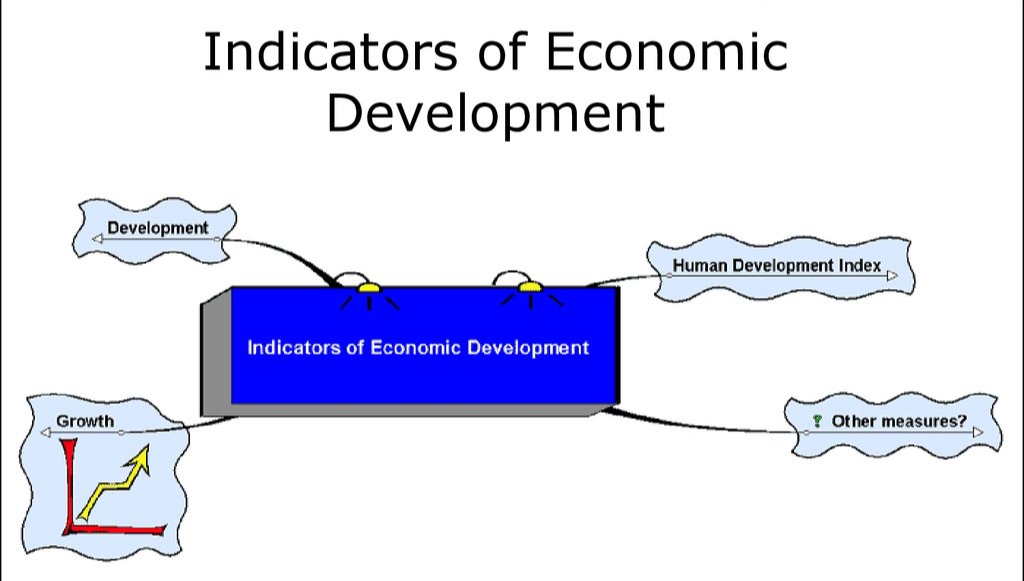 Indicators of Economic
Development
Development
Human Development Index
Indicators of Economic Development
Growth
? Other measures?